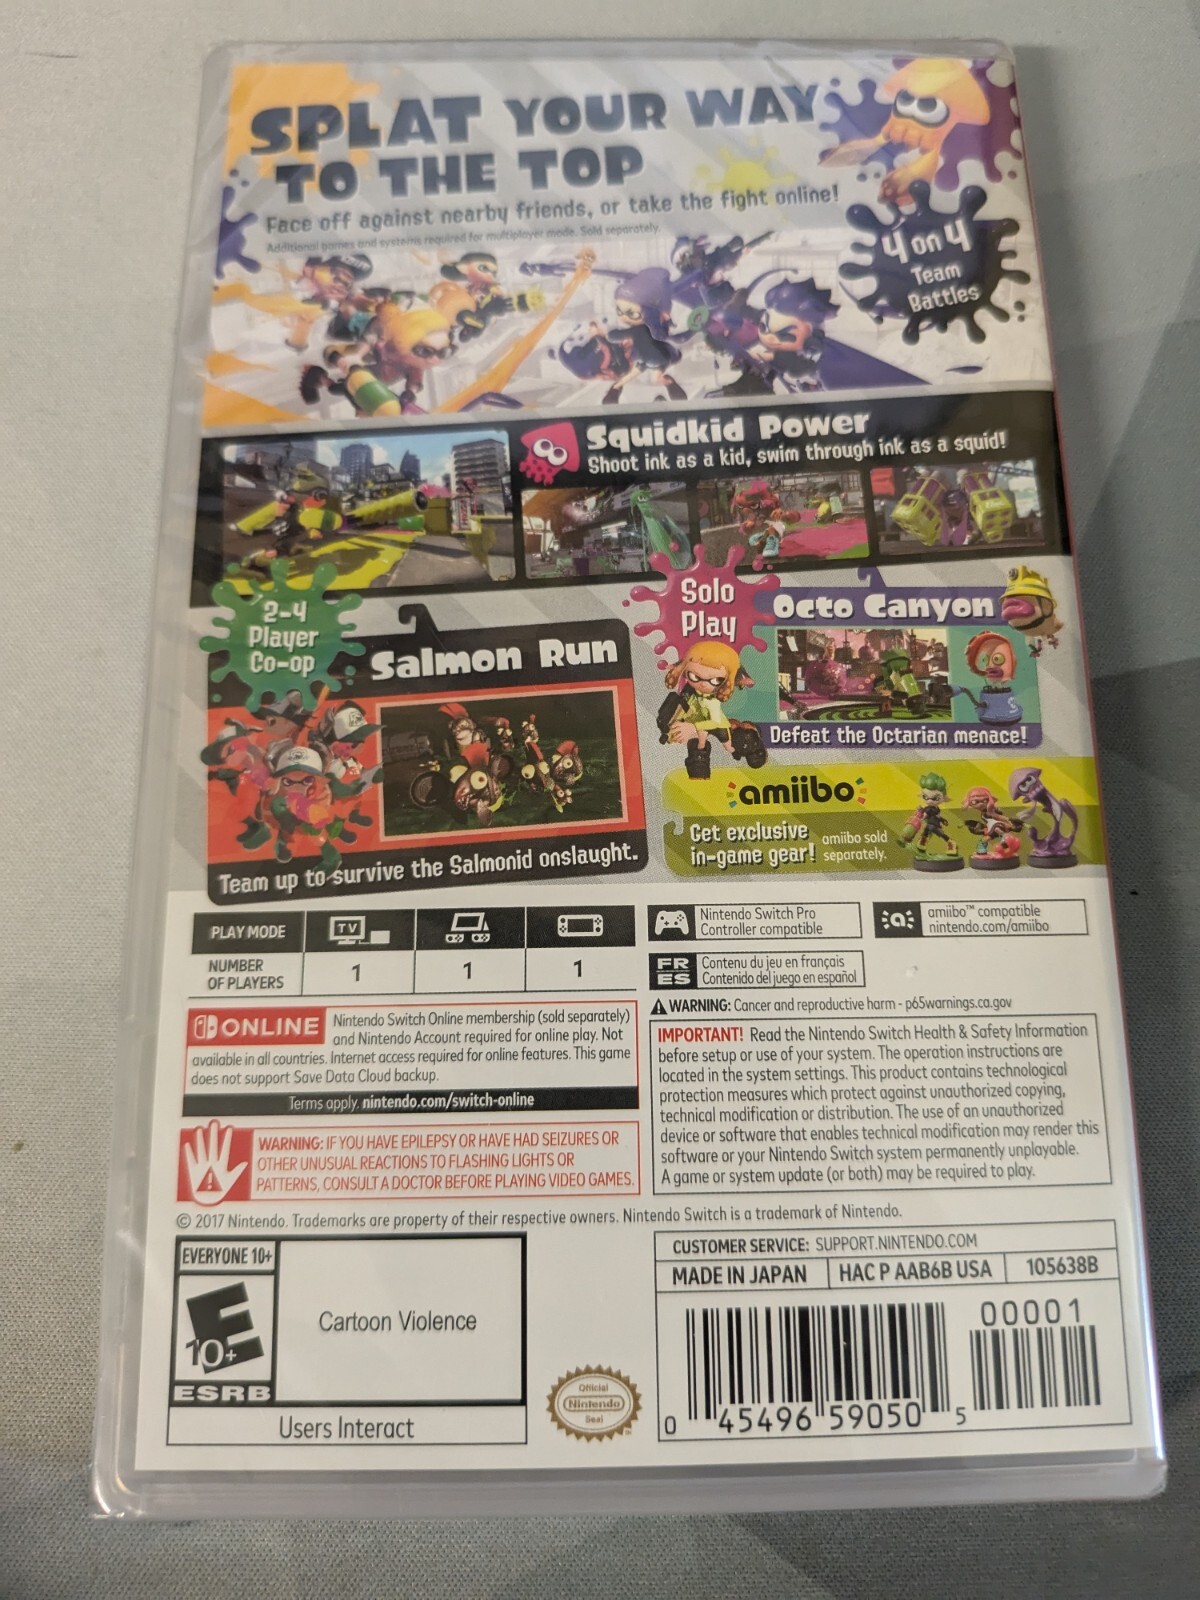 SPLAT YOUR WAY
TO THE TOP
Face off against nearby friends, or take the fight online!
Additional games and systems required for multiplayer mode. Sold separately.
4 on 4
Team
Battles
Squidkid Power
Shoot ink as a kid, swim through ink as a squid!
2-4
Player
Co-op
Salmon Run
Team up to survive the Salmonid onslaught.
Solo
Play
Octo Canyon
Defeat the Octarian menace!
amiibo
Get exclusive
in-game gear!
amiibo sold
separately.
PLAY MODE
TV
NUMBER
OF PLAYERS
1
1
1
Nintendo Switch Pro
Controller compatible
amiibo™ compatible
nintendo.com/amiibo
FR
ES
Contenu du jeu en français
Contenido del juego en español
WARNING: Cancer and reproductive harm - p65warnings.ca.gov
ONLINE
Nintendo Switch Online membership (sold separately)
and Nintendo Account required for online play. Not
available in all countries. Internet access required for online features. This game
does not support Save Data Cloud backup.
Terms apply. nintendo.com/switch-online
IMPORTANT! Read the Nintendo Switch Health & Safety Information
before setup or use of your system. The operation instructions are
located in the system settings. This product contains technological
protection measures which protect against unauthorized copying,
technical modification or distribution. The use of an unauthorized
device or software that enables technical modification may render this
software or your Nintendo Switch system permanently unplayable.
A game or system update (or both) may be required to play.
WARNING: IF YOU HAVE EPILEPSY OR HAVE HAD SEIZURES OR
OTHER UNUSUAL REACTIONS TO FLASHING LIGHTS OR
PATTERNS, CONSULT A DOCTOR BEFORE PLAYING VIDEO GAMES.
© 2017 Nintendo. Trademarks are property of their respective owners. Nintendo Switch is a trademark of Nintendo.
EVERYONE 10+
E
10+
ESRB
Cartoon Violence
Users Interact
Official
Nintendo
Seal
CUSTOMER SERVICE: SUPPORT.NINTENDO.COM
MADE IN JAPAN
HAC P AAB6B USA
105638B
00001
0 45496 59050 5